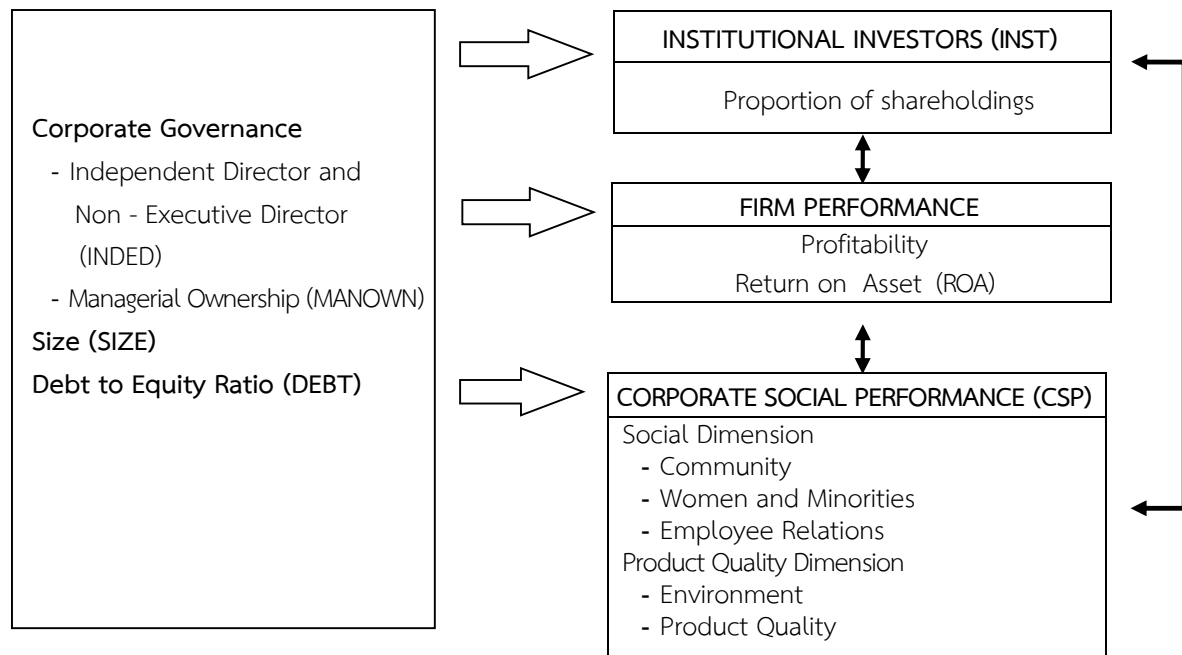 Corporate Governance
- Independent Director and
Non - Executive Director
(INDED)
- Managerial Ownership (MANOWN)
Size (SIZE)
Debt to Equity Ratio (DEBT)
INSTITUTIONAL INVESTORS (INST)
Proportion of shareholdings
FIRM PERFORMANCE
Profitability
Return on Asset (ROA)
CORPORATE SOCIAL PERFORMANCE (CSP)
Social Dimension
- Community
- Women and Minorities
- Employee Relations
Product Quality Dimension
- Environment
- Product Quality